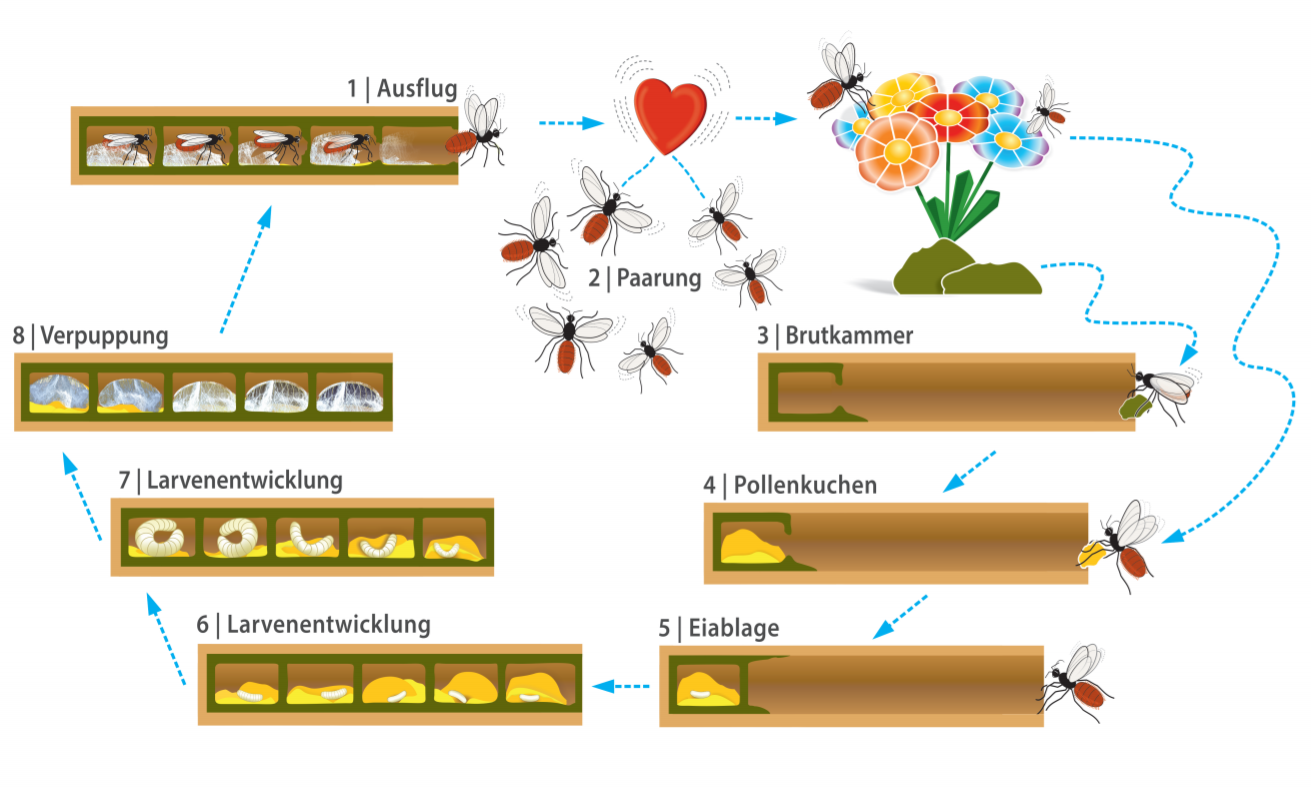 1 | Ausflug
2 | Paarung
3 | Brutkammer
4 | Pollenkuchen
5 | Eiablage
6 | Larvenentwicklung
7 | Larvenentwicklung
8 | Verpuppung